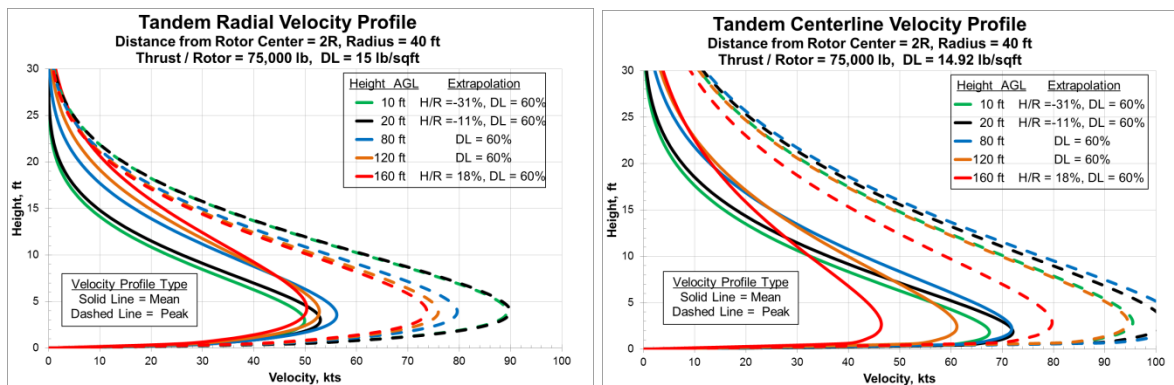 Tandem Radial Velocity Profile
Distance from Rotor Center = 2R, Radius = 40 ft
Thrust / Rotor = 75,000 lb, DL = 15 lb/sqft
Height AGL Extrapolation
10 ft H/R =-31%, DL = 60%
20 ft H/R =-11%, DL = 60%
80 ft DL = 60%
120 ft DL = 60%
160 ft H/R = 18%, DL = 60%
Velocity Profile Type
Solid Line = Mean
Dashed Line = Peak
Height, ft
30
25
20
15
10
5
0
0 10 20 30 40 50 60 70 80 90 100
Velocity, kts
Tandem Centerline Velocity Profile
Distance from Rotor Center = 2R, Radius = 40 ft
Thrust / Rotor = 75,000 lb, DL = 14.92 lb/sqft
Height AGL Extrapolation
10 ft H/R =-31%, DL = 60%
20 ft H/R =-11%, DL = 60%
80 ft DL = 60%
120 ft DL = 60%
160 ft H/R = 18%, DL = 60%
Velocity Profile Type
Solid Line = Mean
Dashed Line = Peak
Height, ft
30
25
20
15
10
5
0
0 10 20 30 40 50 60 70 80 90 100
Velocity, kts